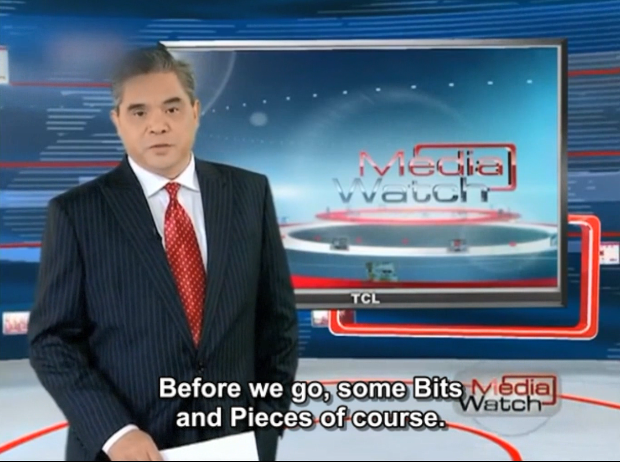 Media
Watch
TCL
Before we go, some Bits
and Pieces of course.
Media
Watch